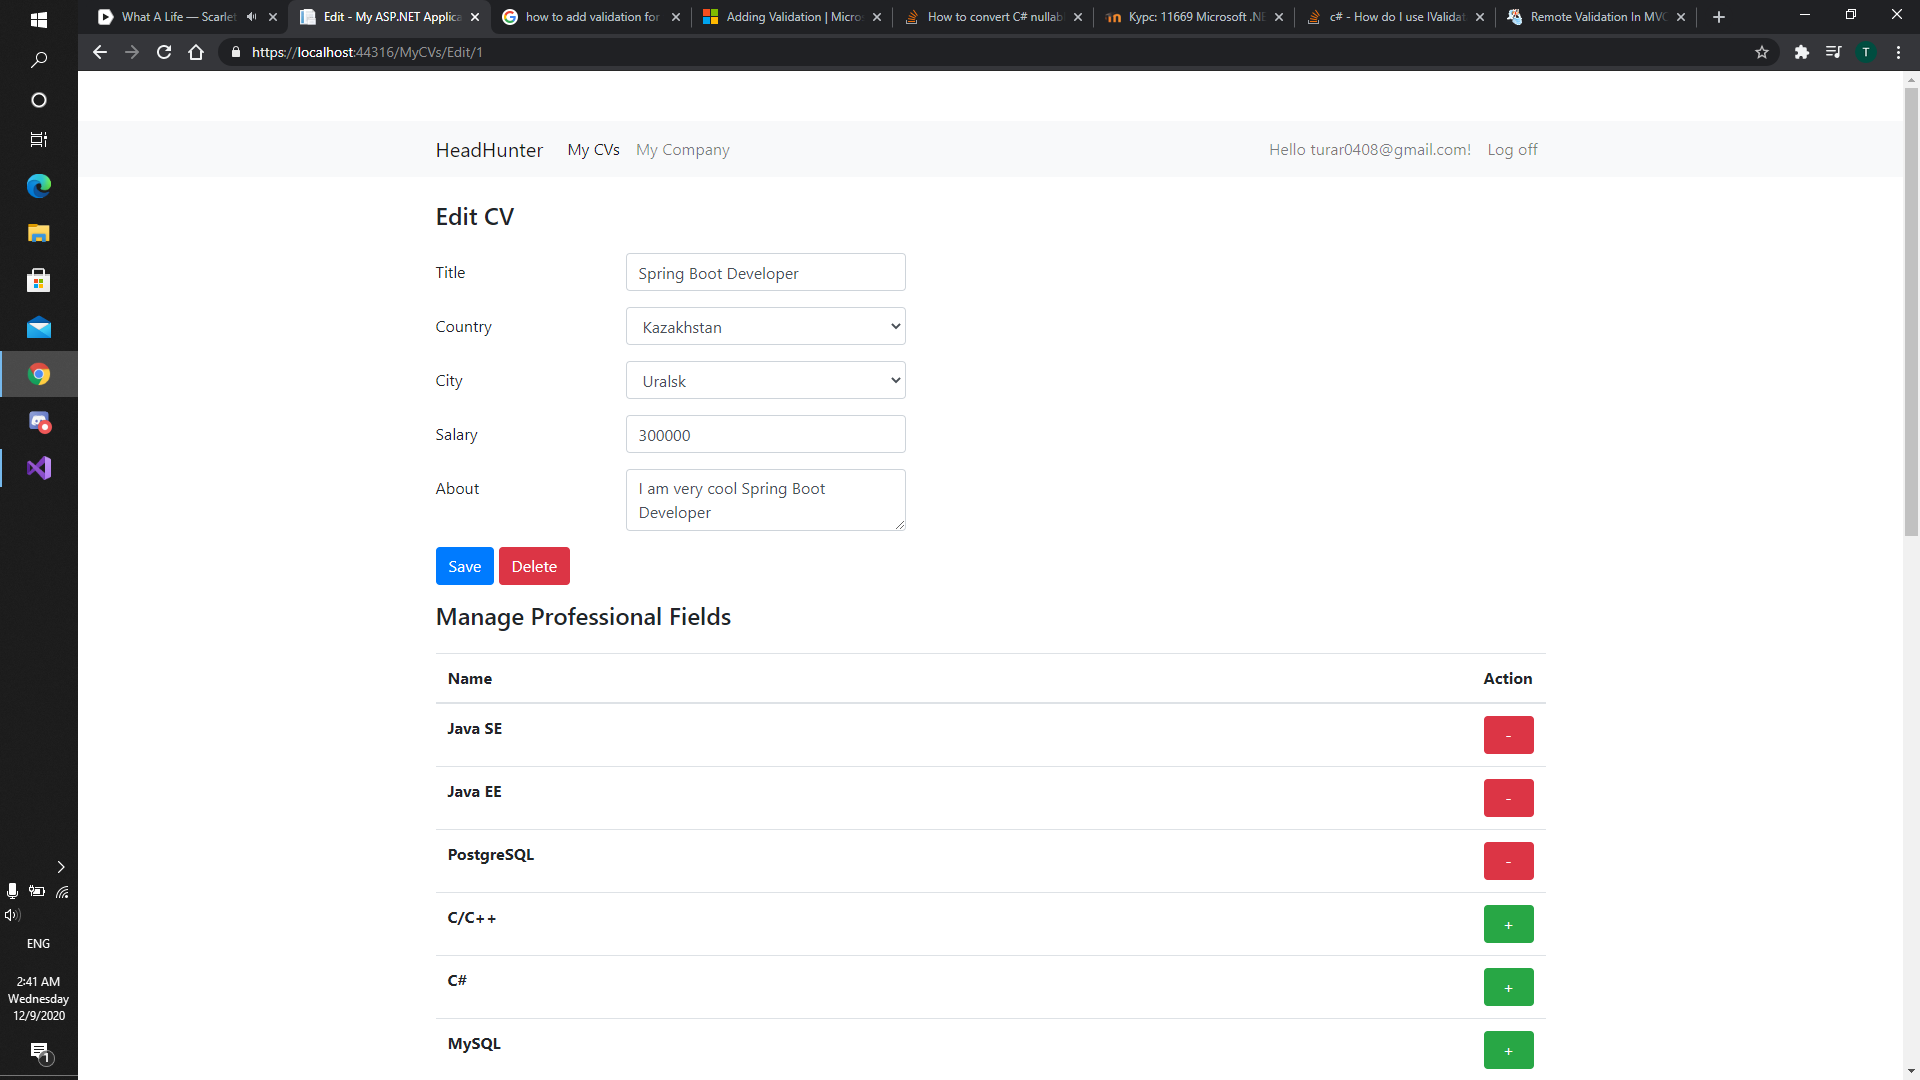 What A Life — Scarlet
Edit - My ASP.NET Applica
how to add validation for
Adding Validation | Micro
How to convert C# nullab
Курс: 11669 Microsoft .NE
c# - How do I use IValidat
Remote Validation In MVC
https://localhost:44316/MyCVs/Edit/1
T
HeadHunter My CVs My Company Hello turar0408@gmail.com! Log off
Edit CV
Title Spring Boot Developer
Country Kazakhstan
City Uralsk
Salary 300000
About I am very cool Spring Boot
Developer
Save Delete
Manage Professional Fields
Name Action
Java SE -
Java EE -
PostgreSQL -
C/C++ +
C# +
MySQL +
ENG
2:41 AM
Wednesday
12/9/2020
1